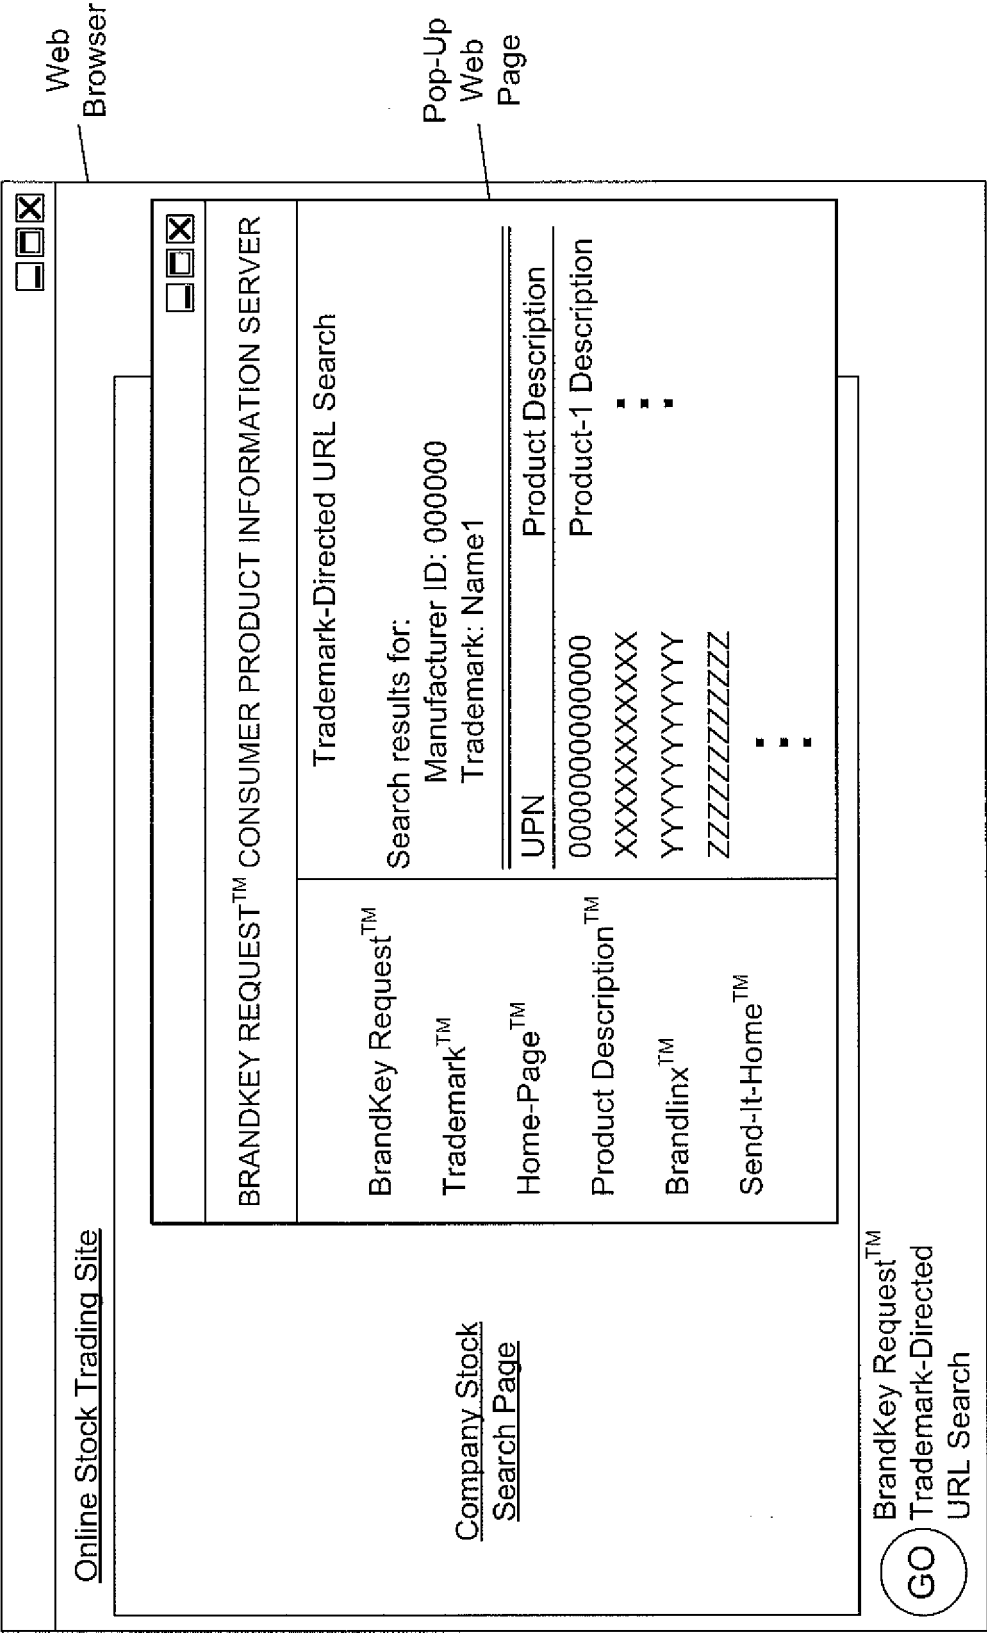 Web
Browser
Pop-Up
Web
Page
Online Stock Trading Site
Company Stock
Search Page
BRANDKEY REQUEST™ CONSUMER PRODUCT INFORMATION SERVER
BrandKey Request™
Trademark™
Home-Page™
Product Description™
Brandlinx™
Send-It-Home™
Trademark-Directed URL Search
Search results for:
Manufacturer ID: 000000
Trademark: Name1
UPN Product Description
000000000000 Product-1 Description
XXXXXXXXXXXX
YYYYYYYYYYYY
ZZZZZZZZZZZZ
GO
BrandKey Request™
Trademark-Directed
URL Search